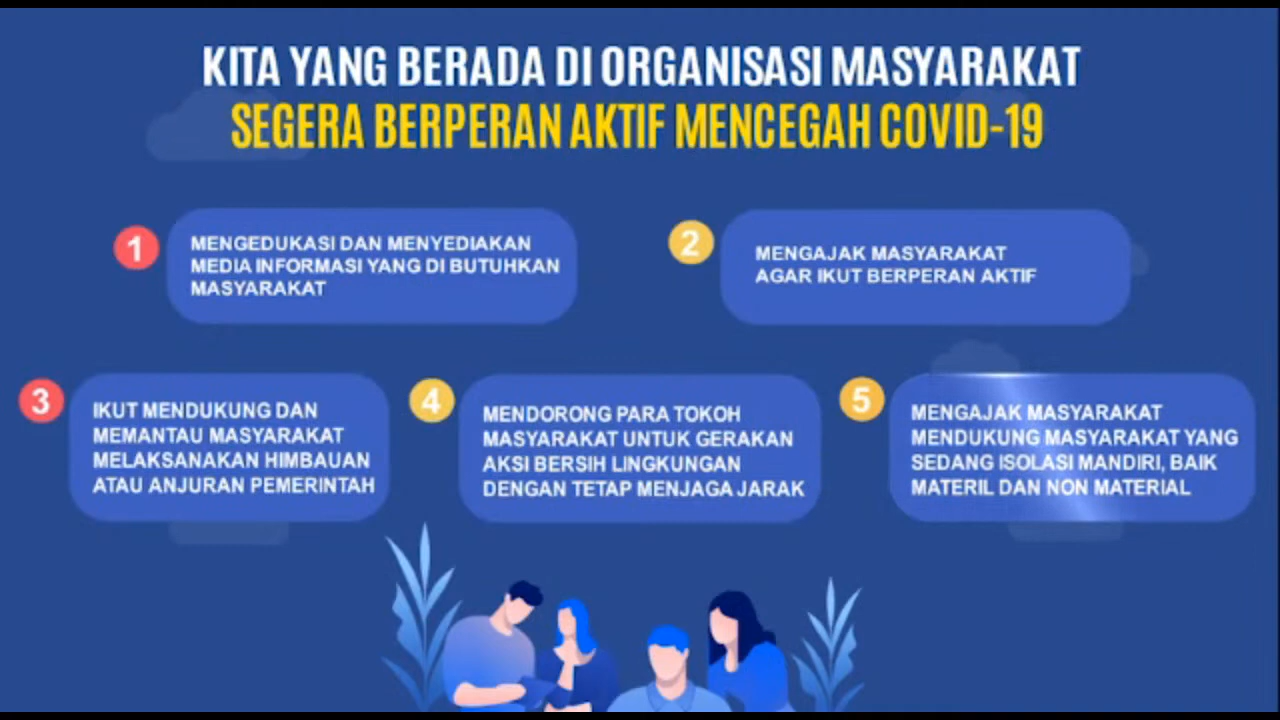 KITA YANG BERADA DI ORGANISASI MASYARAKAT
SEGERA BERPERAN AKTIF MENCEGAH COVID-19
1
MENGEDUKASI DAN MENYEDIAKAN
MEDIA INFORMASI YANG DI BUTUHKAN
MASYARAKAT
2
MENGAJAK MASYARAKAT
AGAR IKUT BERPERAN AKTIF
3
IKUT MENDUKUNG DAN
MEMANTAU MASYARAKAT
MELAKSANAKAN HIMBAUAN
ATAU ANJURAN PEMERINTAH
4
MENDORONG PARA TOKOH
MASYARAKAT UNTUK GERAKAN
AKSI BERSIH LINGKUNGAN
DENGAN TETAP MENJAGA JARAK
5
MENGAJAK MASYARAKAT
MENDUKUNG MASYARAKAT YANG
SEDANG ISOLASI MANDIRI, BAIK
MATERIL DAN NON MATERIAL